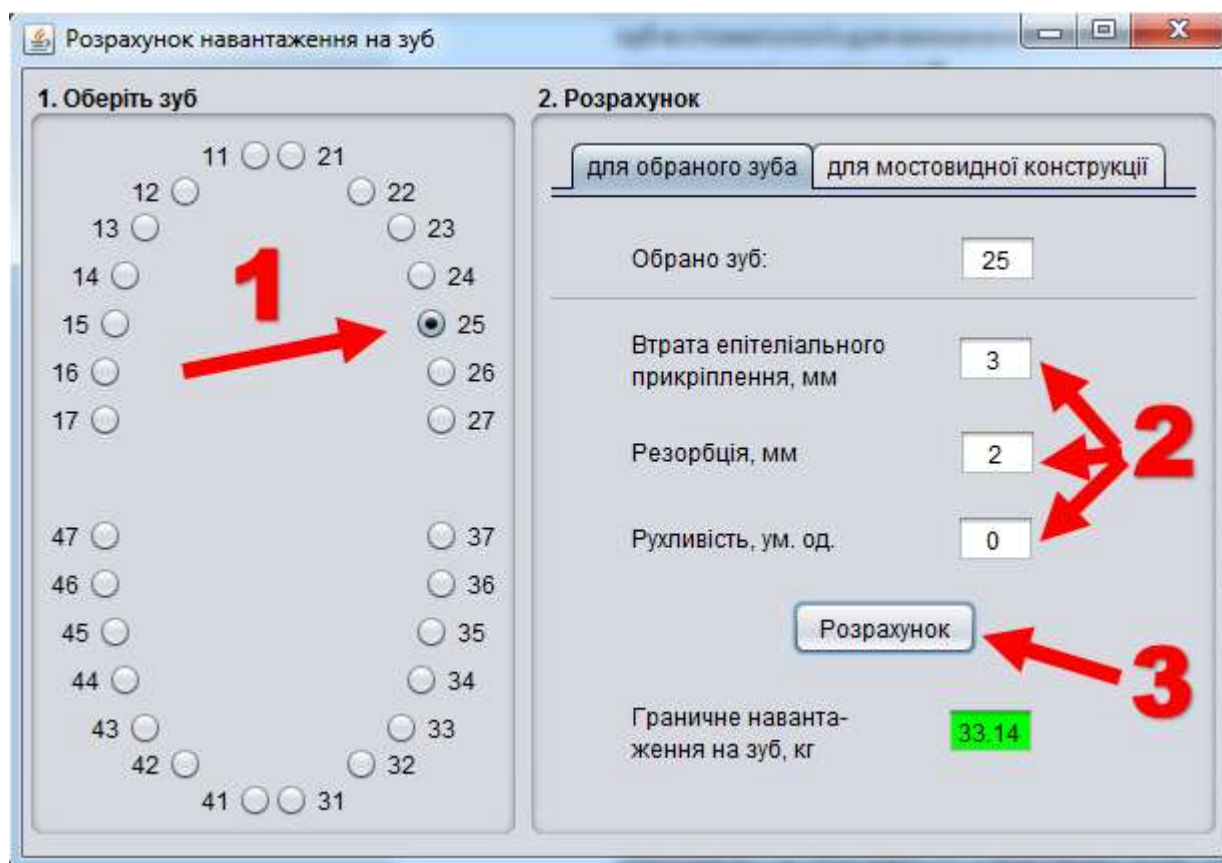 Розрахунок навантаження на зуб
1. Оберіть зуб
2. Розрахунок
11 21
12 22
13 23
14 24
15 25
16 26
17 27
47 37
46 36
45 35
44 34
43 33
42 32
41 31
1
для обраного зуба для мостовидної конструкції
Обрано зуб: 25
Втрата епітеліального
прикріплення, мм 3
Резорбція, мм 2
Рухливість, ум. од. 0
2
Розрахунок
3
Граничне наванта-
ження на зуб, кг 33.14